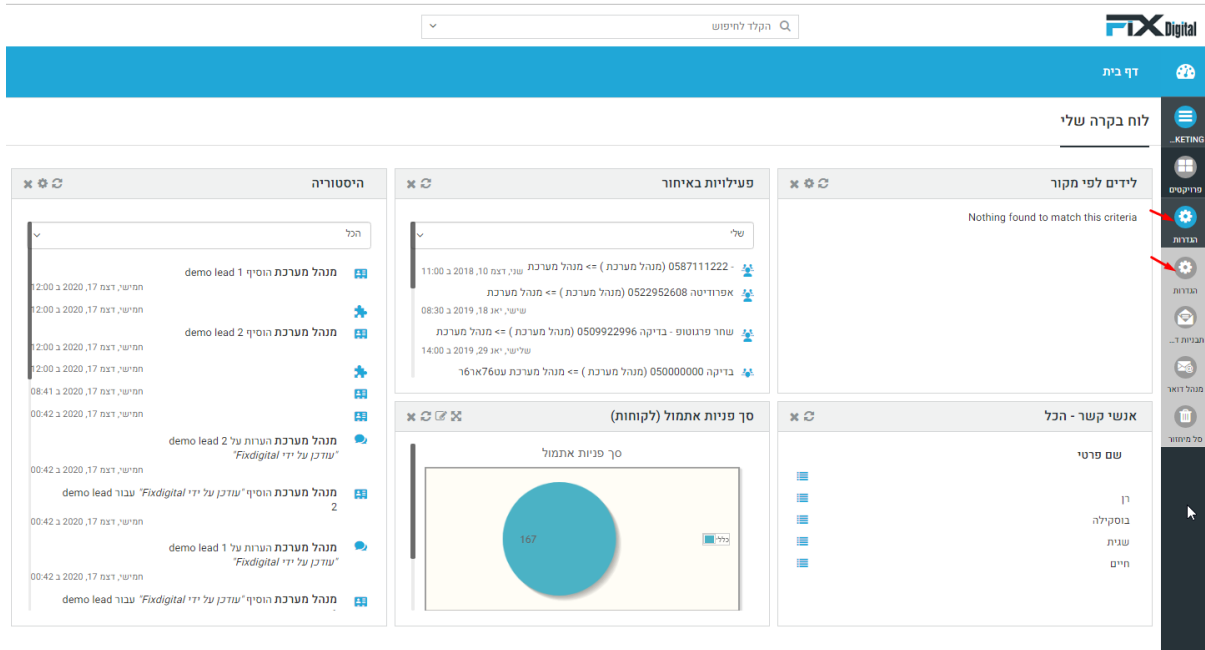 FIX Digital
הקלד לחיפוש
דף בית
לוח בקרה שלי
KETING...
פרויקטים
הגדרות
הגדרות
תבניות ד...
מנהל דואר
סל מיחזור
לידים לפי מקור
Nothing found to match this criteria
פעילויות באיחור
שלי
- 0587111222 (מנהל מערכת ) => מנהל מערכת שני, דצמ 10, 2018 ב 11:00
אפרודיטה 0522952608 (מנהל מערכת ) => מנהל מערכת
שישי, יאנ 18, 2019 ב 08:30
שחר פרגוטופ - בדיקה 0509922996 (מנהל מערכת ) => מנהל מערכת
שלישי, יאנ 29, 2019 ב 14:00
בדיקה 050000000 (מנהל מערכת ) => מנהל מערכת עט76אר6ר
היסטוריה
הכל
מנהל מערכת הוסיף demo lead 1
חמישי, דצמ 17, 2020 ב 12:00
חמישי, דצמ 17, 2020 ב 12:00
מנהל מערכת הוסיף demo lead 2
חמישי, דצמ 17, 2020 ב 12:00
חמישי, דצמ 17, 2020 ב 12:00
חמישי, דצמ 17, 2020 ב 08:41
חמישי, דצמ 17, 2020 ב 00:42
מנהל מערכת הערות על demo lead 2
"עודכן על ידי Fixdigital"
חמישי, דצמ 17, 2020 ב 00:42
מנהל מערכת הוסיף "עודכן על ידי Fixdigital" עבור demo lead
2
חמישי, דצמ 17, 2020 ב 00:42
מנהל מערכת הערות על demo lead 1
"עודכן על ידי Fixdigital"
חמישי, דצמ 17, 2020 ב 00:42
מנהל מערכת הוסיף "עודכן על ידי Fixdigital" עבור demo lead
אנשי קשר - הכל
שם פרטי
רן
בוסקילה
שגית
חיים
סך פניות אתמול (לקוחות)
סך פניות אתמול
167
כללי